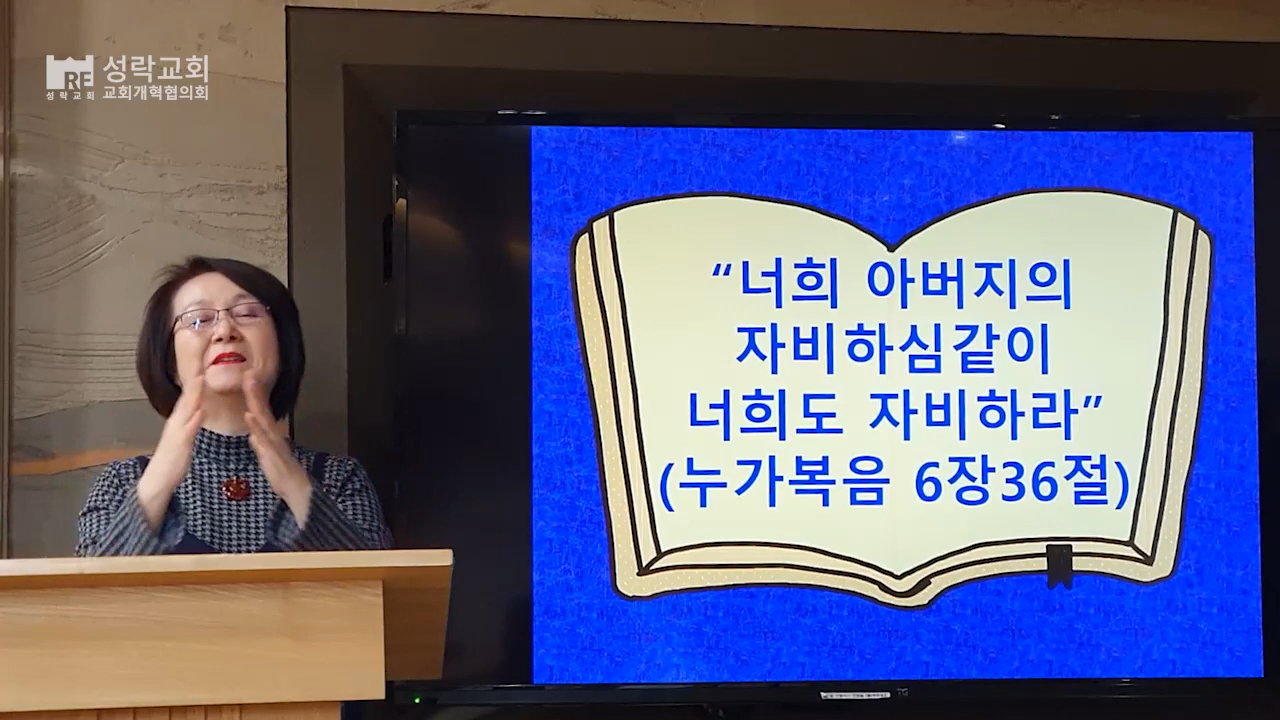 RE
성락교회
성락교회
교회개혁협의회
“너희 아버지의
자비하심같이
너희도 자비하라”
(누가복음 6장36절)
TG